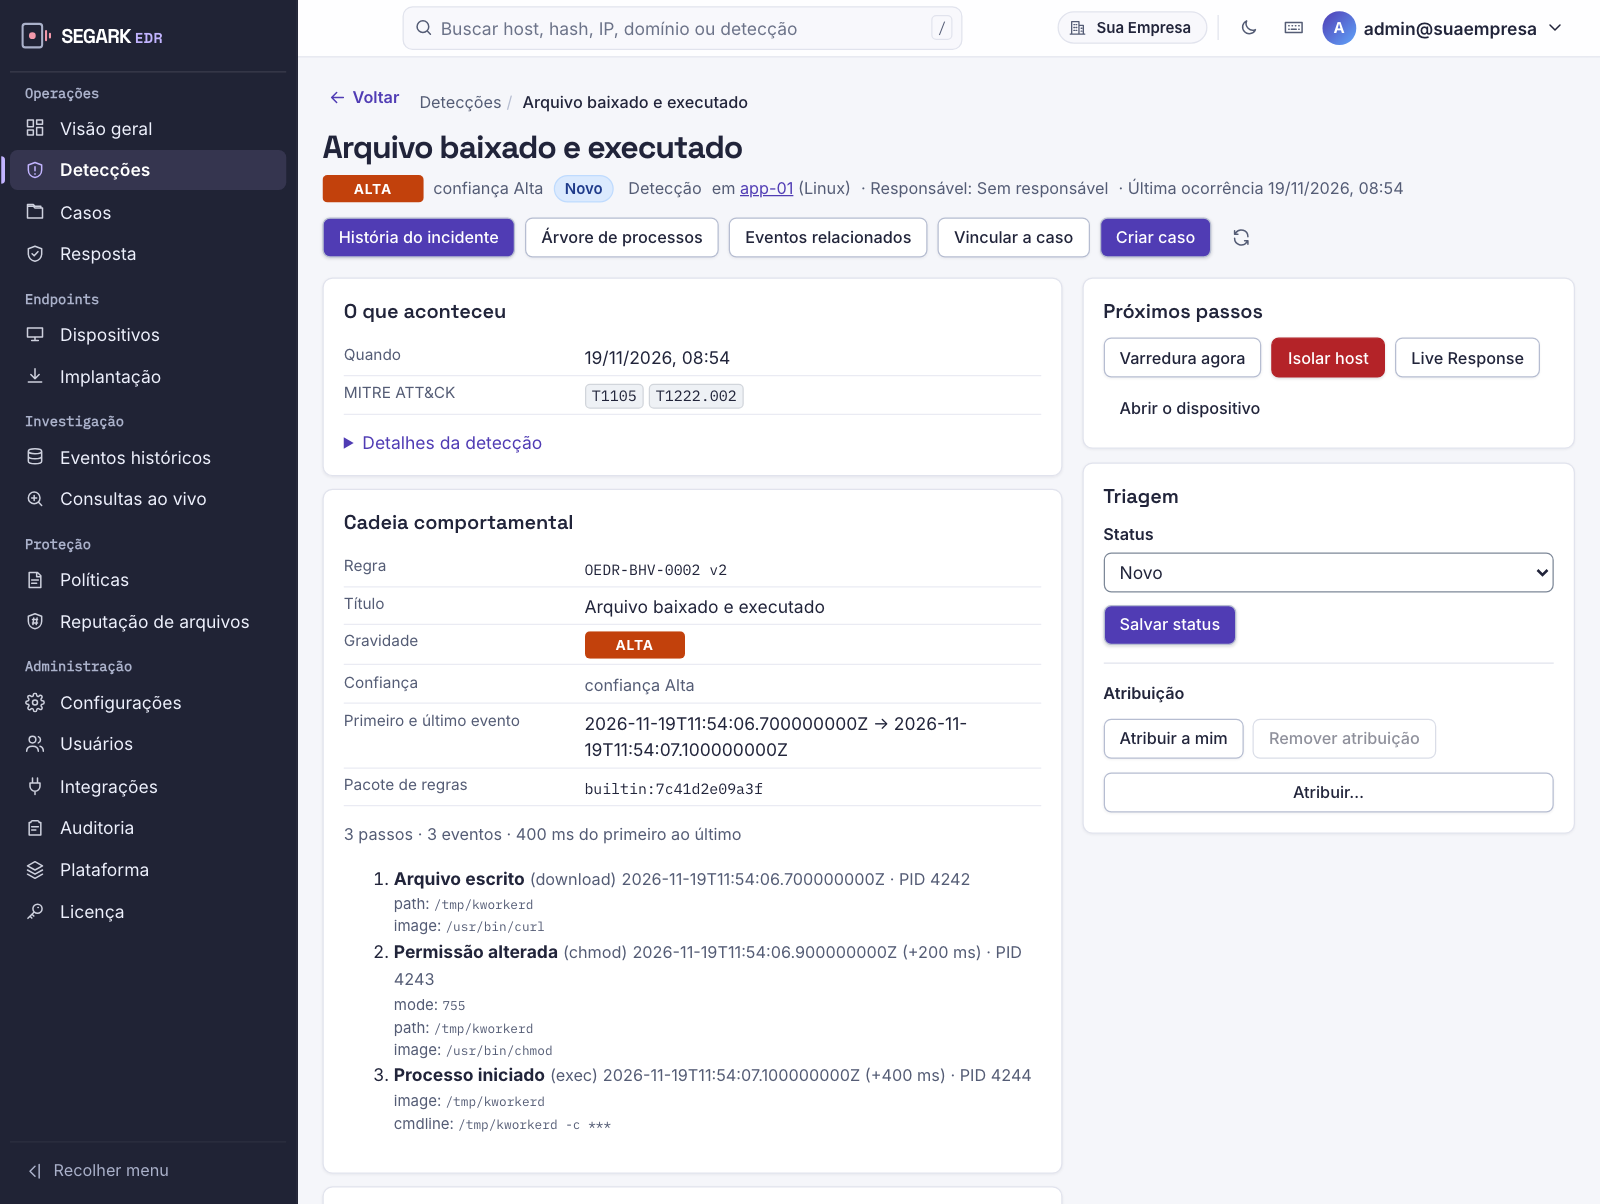 SEGARK EDR
Operações
Visão geral
Detecções
Casos
Resposta
Endpoints
Dispositivos
Implantação
Investigação
Eventos históricos
Consultas ao vivo
Proteção
Políticas
Reputação de arquivos
Administração
Configurações
Usuários
Integrações
Auditoria
Plataforma
Licença
Recolher menu
Buscar host, hash, IP, domínio ou detecção /
Sua Empresa
A admin@suaempresa
← Voltar Detecções / Arquivo baixado e executado
Arquivo baixado e executado
ALTA confiança Alta Novo Detecção em app-01 (Linux) · Responsável: Sem responsável · Última ocorrência 19/11/2026, 08:54
História do incidente Árvore de processos Eventos relacionados Vincular a caso Criar caso
O que aconteceu
Quando 19/11/2026, 08:54
MITRE ATT&CK T1105 T1222.002
Detalhes da detecção
Cadeia comportamental
Regra OEDR-BHV-0002 v2
Título Arquivo baixado e executado
Gravidade ALTA
Confiança confiança Alta
Primeiro e último evento 2026-11-19T11:54:06.700000000Z → 2026-11-
19T11:54:07.100000000Z
Pacote de regras builtin:7c41d2e09a3f
3 passos · 3 eventos · 400 ms do primeiro ao último
1. Arquivo escrito (download) 2026-11-19T11:54:06.700000000Z · PID 4242
path: /tmp/kworkerd
image: /usr/bin/curl
2. Permissão alterada (chmod) 2026-11-19T11:54:06.900000000Z (+200 ms) · PID
4243
mode: 755
path: /tmp/kworkerd
image: /usr/bin/chmod
3. Processo iniciado (exec) 2026-11-19T11:54:07.100000000Z (+400 ms) · PID 4244
image: /tmp/kworkerd
cmdline: /tmp/kworkerd -c ***
Próximos passos
Varredura agora Isolar host Live Response
Abrir o dispositivo
Triagem
Status
Novo
Salvar status
Atribuição
Atribuir a mim Remover atribuição
Atribuir...